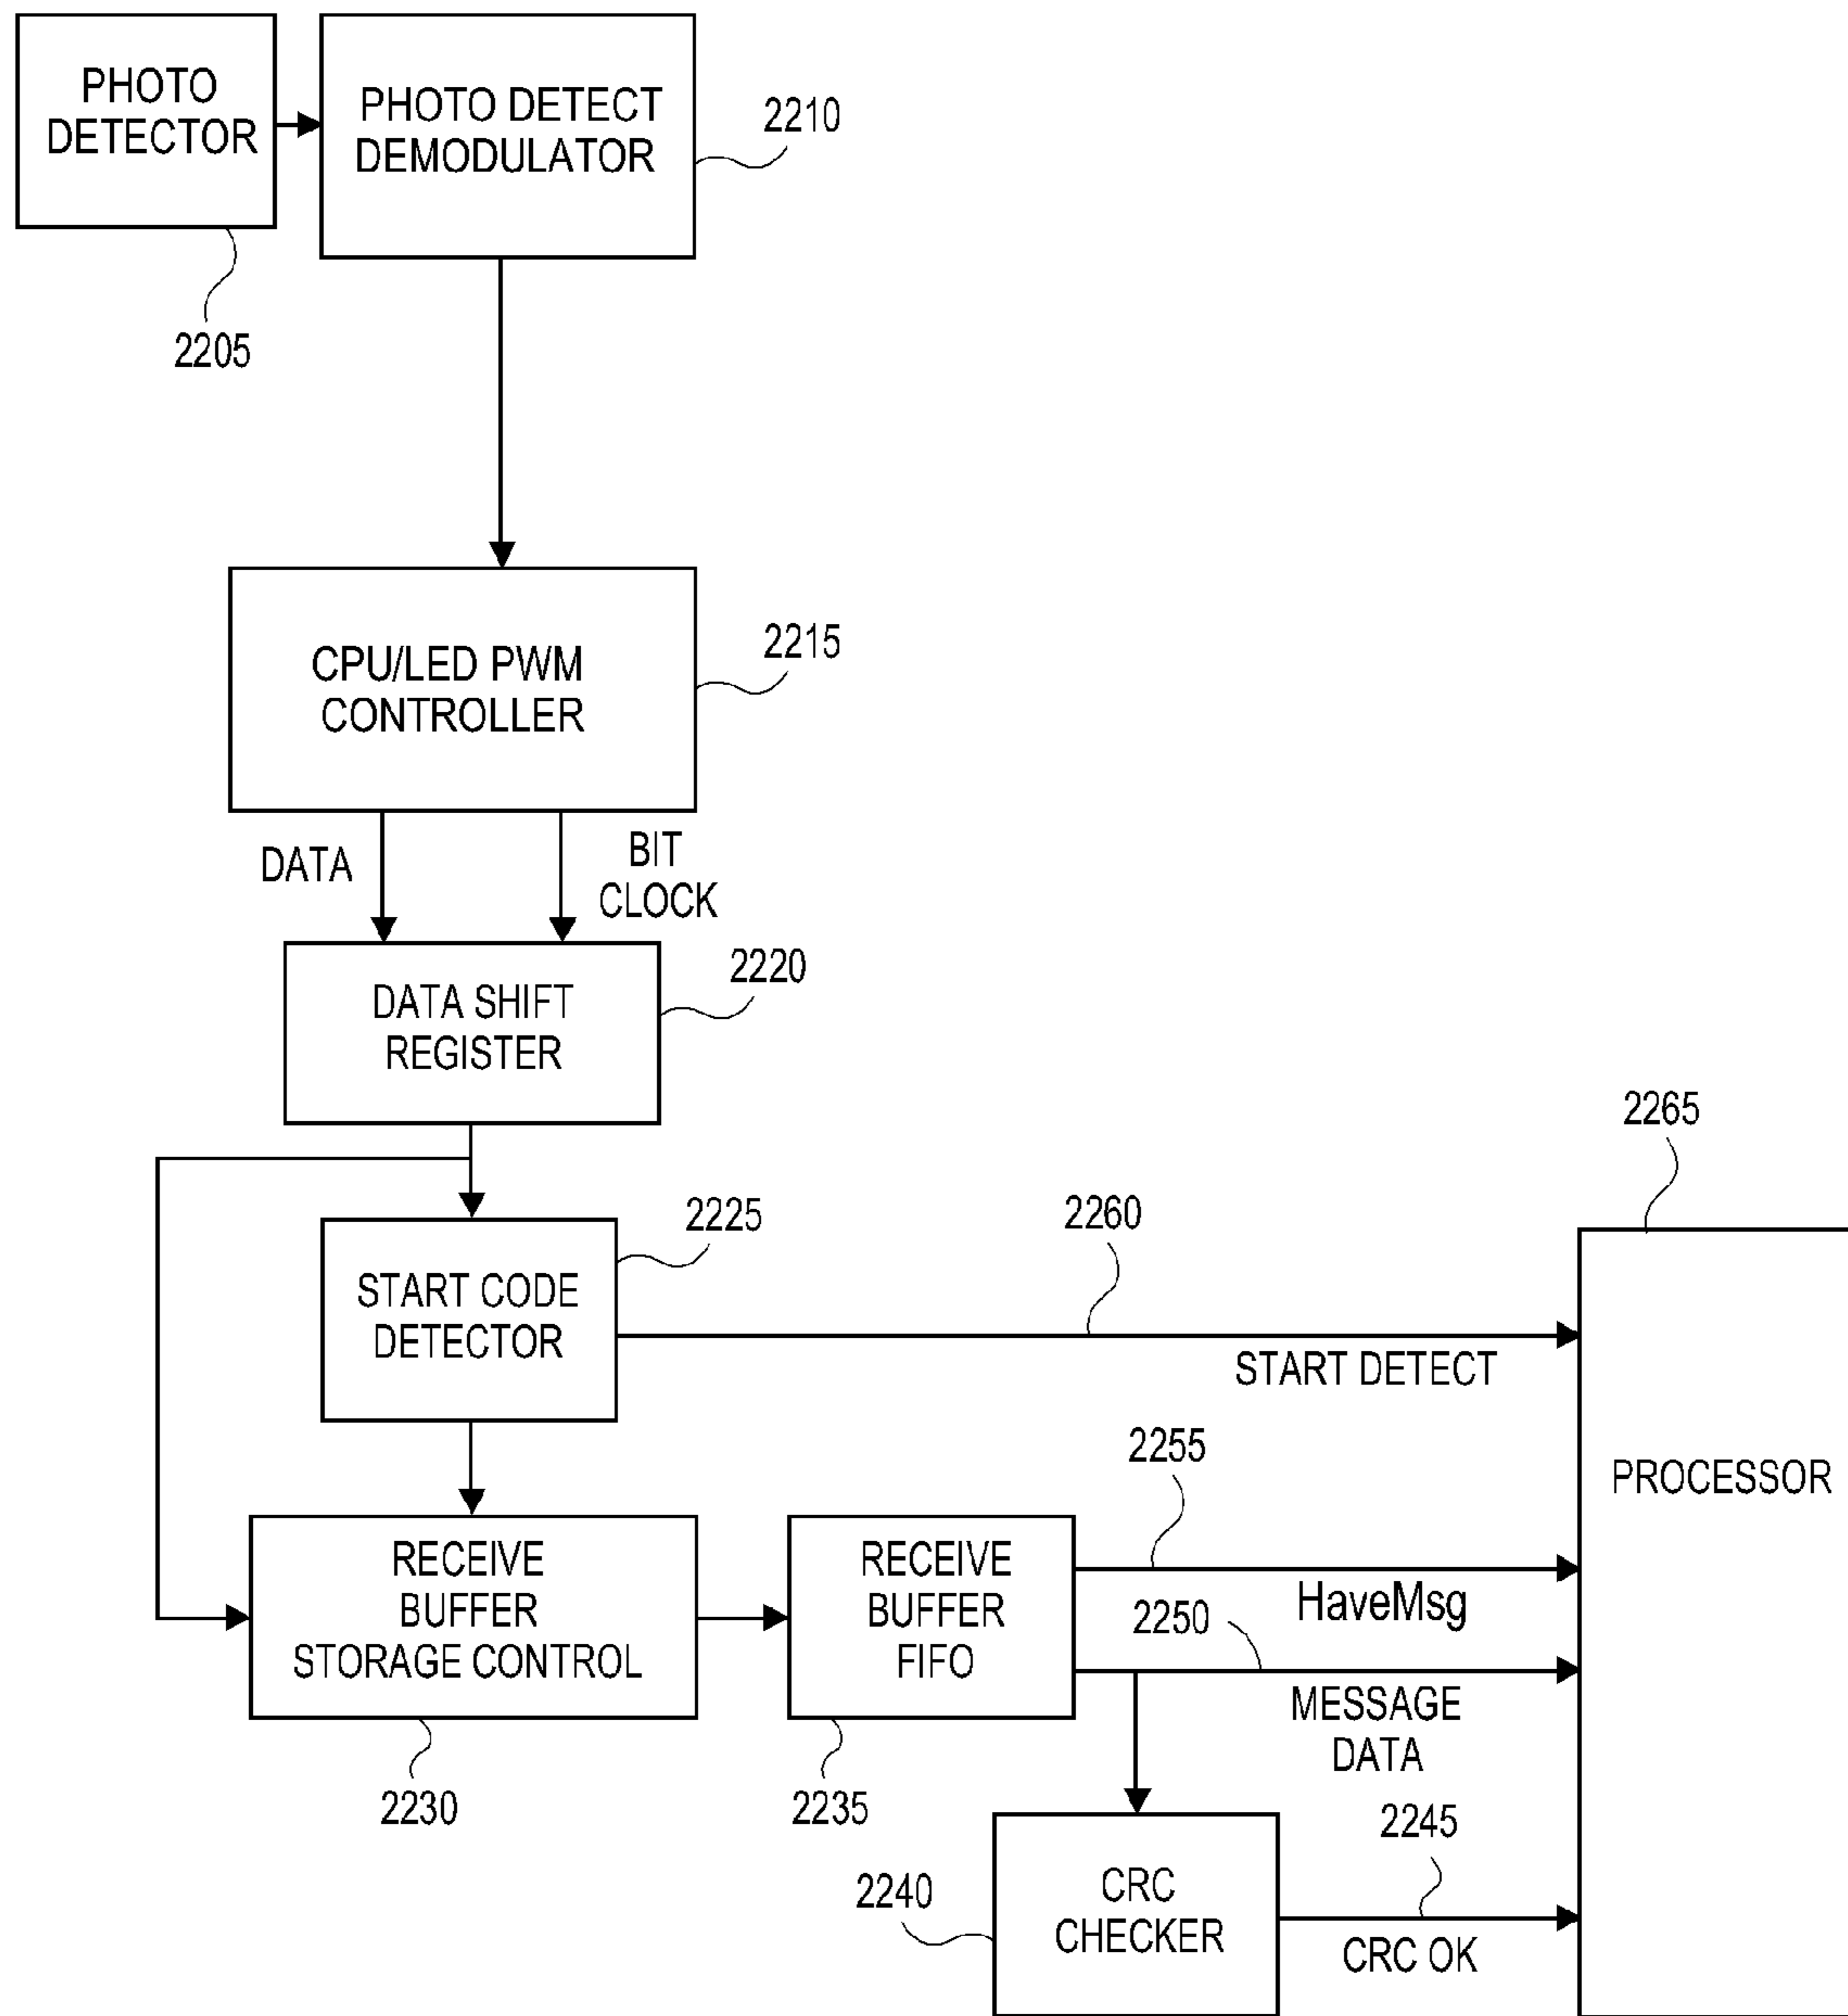 PHOTO
DETECTOR
PHOTO DETECT
DEMODULATOR
2210
2205
CPU/LED PWM
CONTROLLER
2215
DATA
BIT
CLOCK
DATA SHIFT
REGISTER
2220
2265
START CODE
DETECTOR
2225
2260
START DETECT
PROCESSOR
RECEIVE
BUFFER
STORAGE CONTROL
2230
RECEIVE
BUFFER
FIFO
2235
2255
HaveMsg
2250
MESSAGE
DATA
2240
CRC
CHECKER
2245
CRC OK